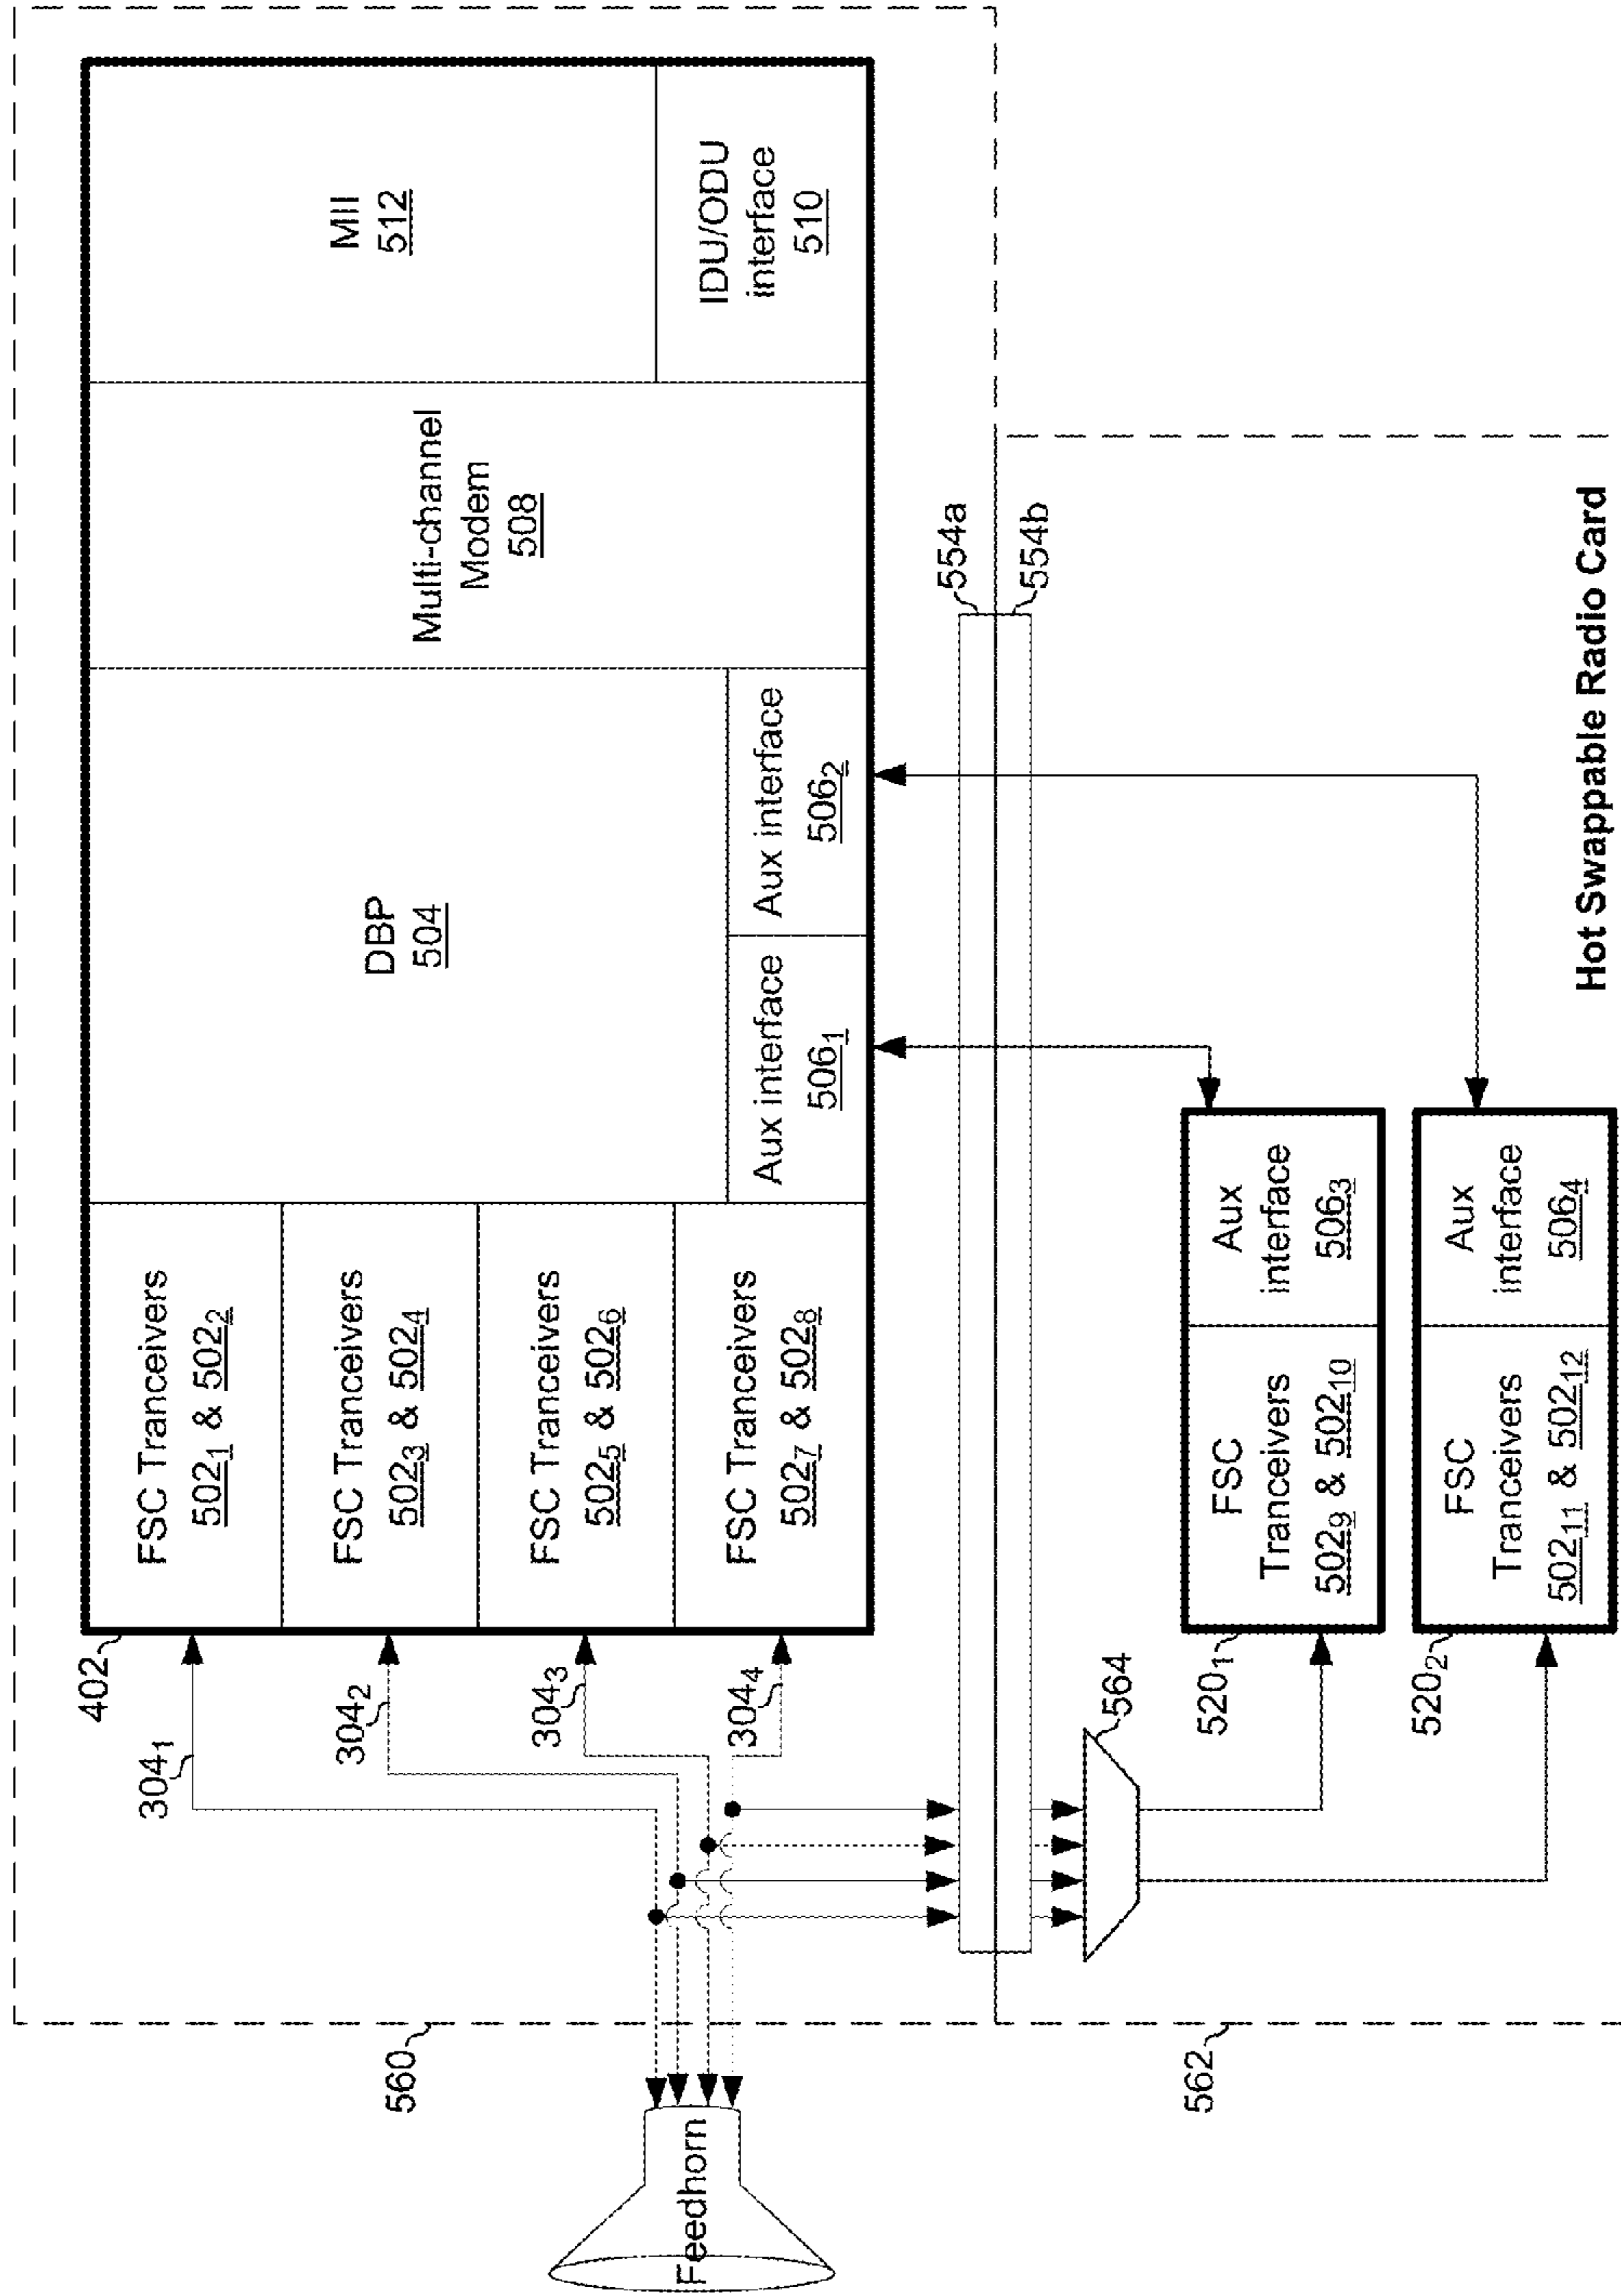 402
FSC Tranceivers
502₁ & 502₂
FSC Tranceivers
502₃ & 502₄
FSC Tranceivers
502₅ & 502₆
FSC Tranceivers
502₇ & 502₈
DBP
504
Aux interface
506₁
Aux interface
506₂
Multi-channel
Modem
508
MII
512
IDU/ODU
interface
510
304₁
304₂
304₃
304₄
560
Feedhorn
554a
554b
562
564
520₁
FSC
Tranceivers
502₉ & 502₁₀
Aux
interface
506₃
520₂
FSC
Tranceivers
502₁₁ & 502₁₂
Aux
interface
506₄
Hot Swappable Radio Card